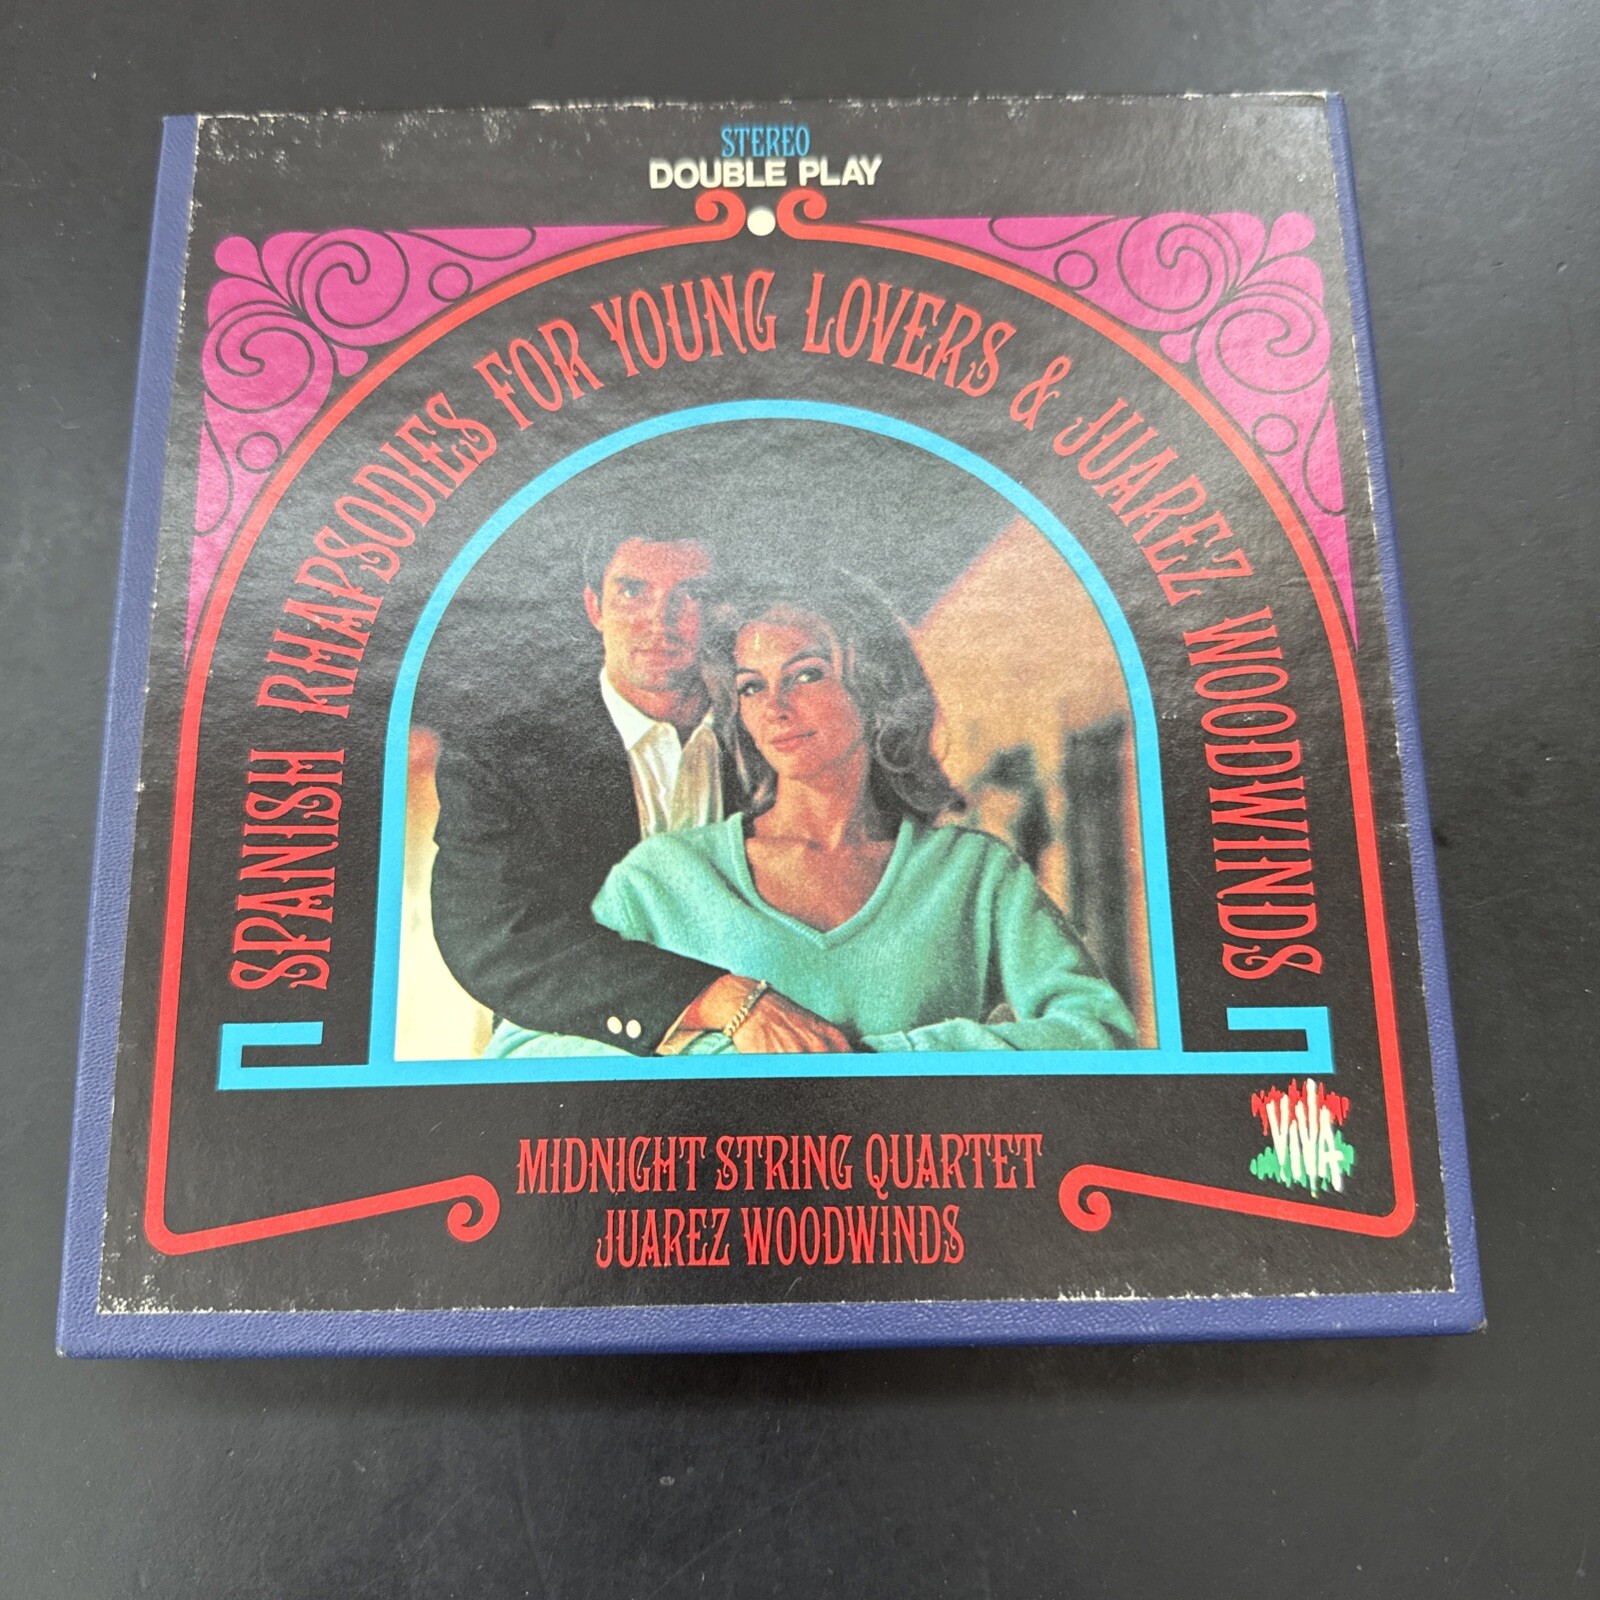 STEREO
DOUBLE PLAY
SPANISH RHAPSODIES FOR YOUNG LOVERS & JUAREZ WOODWINDS
VIVA
MIDNIGHT STRING QUARTET
JUAREZ WOODWINDS